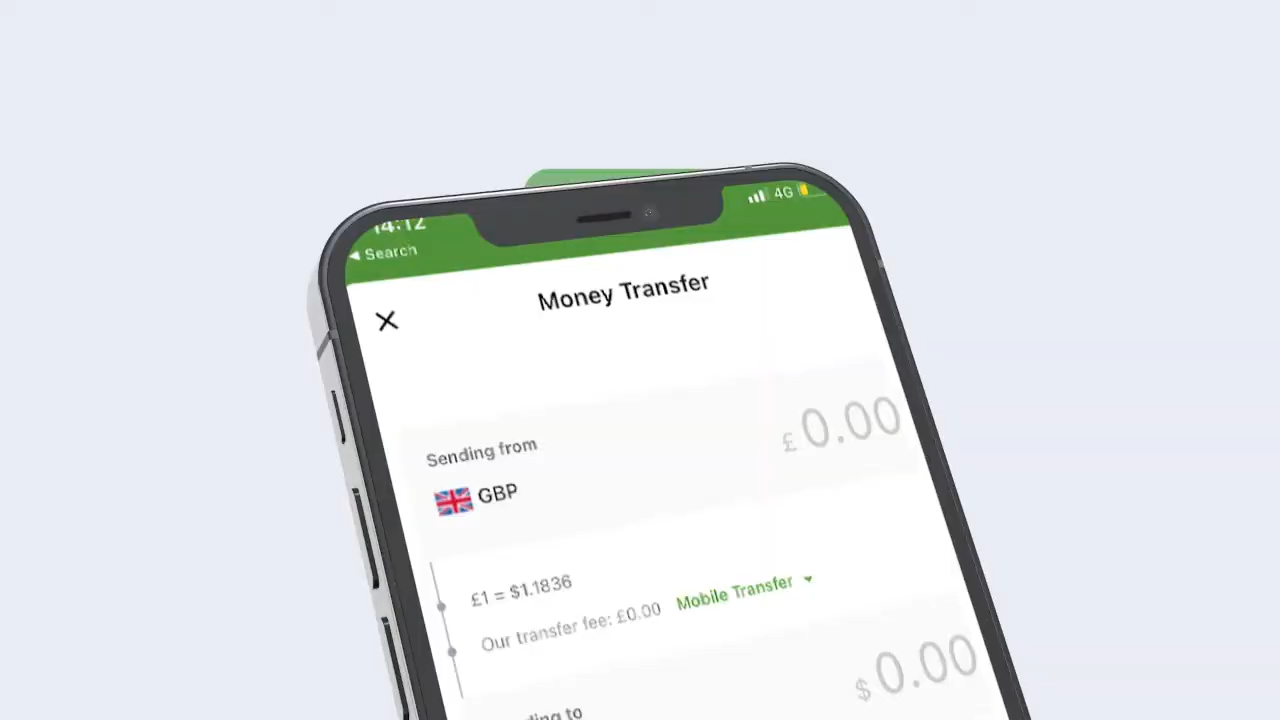 14:12
4G
◀ Search
Money Transfer
Sending from
£ 0.00
GBP
£1 = $1.1836
Our transfer fee: £0.00 Mobile Transfer
$ 0.00
to